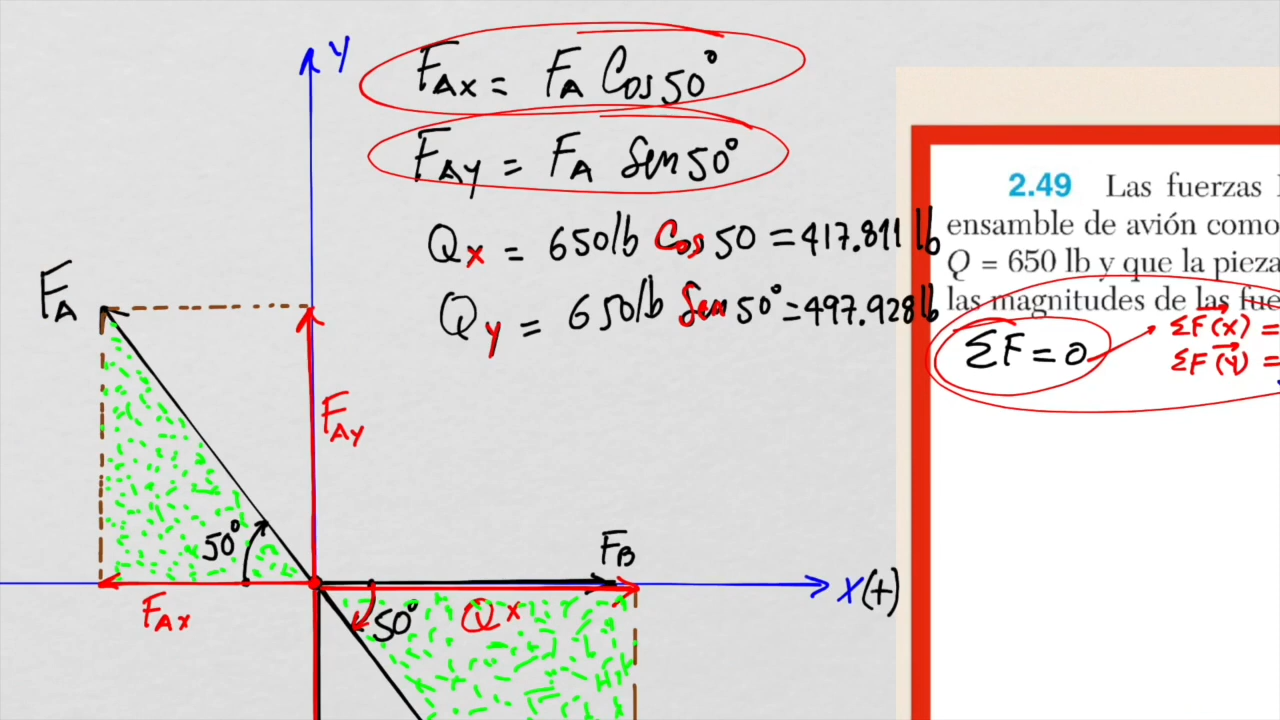 y
FAX = FA Cos 50°
FAY = FA Sen 50°
Qx = 650lb Cos 50 = 417.811 lb
Qy = 650lb Sen 50° = 497.928 lb
2.49 Las fuerzas
ensamble de avión como
Q = 650 lb y que la pieza
las magnitudes de las fue
ΣF = 0
ΣF(x) =
ΣF(y) =
FA
FAY
50°
FB
x(+)
FAX
50°
Qx